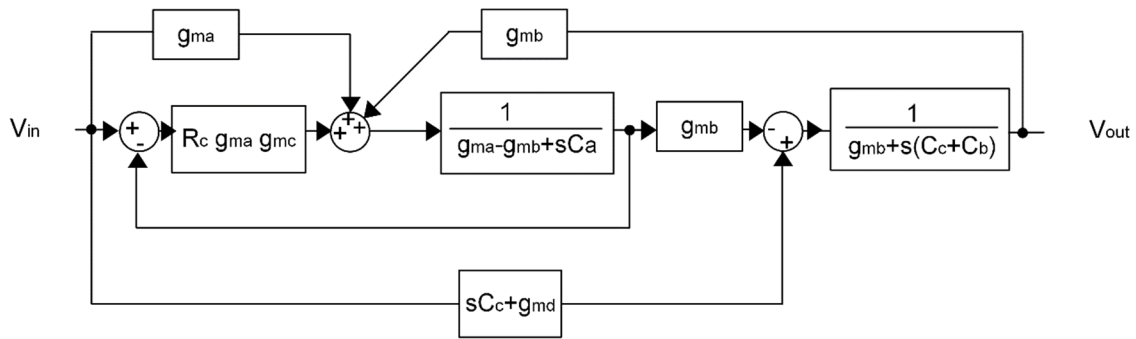 gma
gmb
Vin
+
-
Rc gma gmc
+
+
+
1
gma-gmb+sCa
gmb
-
+
1
gmb+s(Cc+Cb)
Vout
sCc+gmd